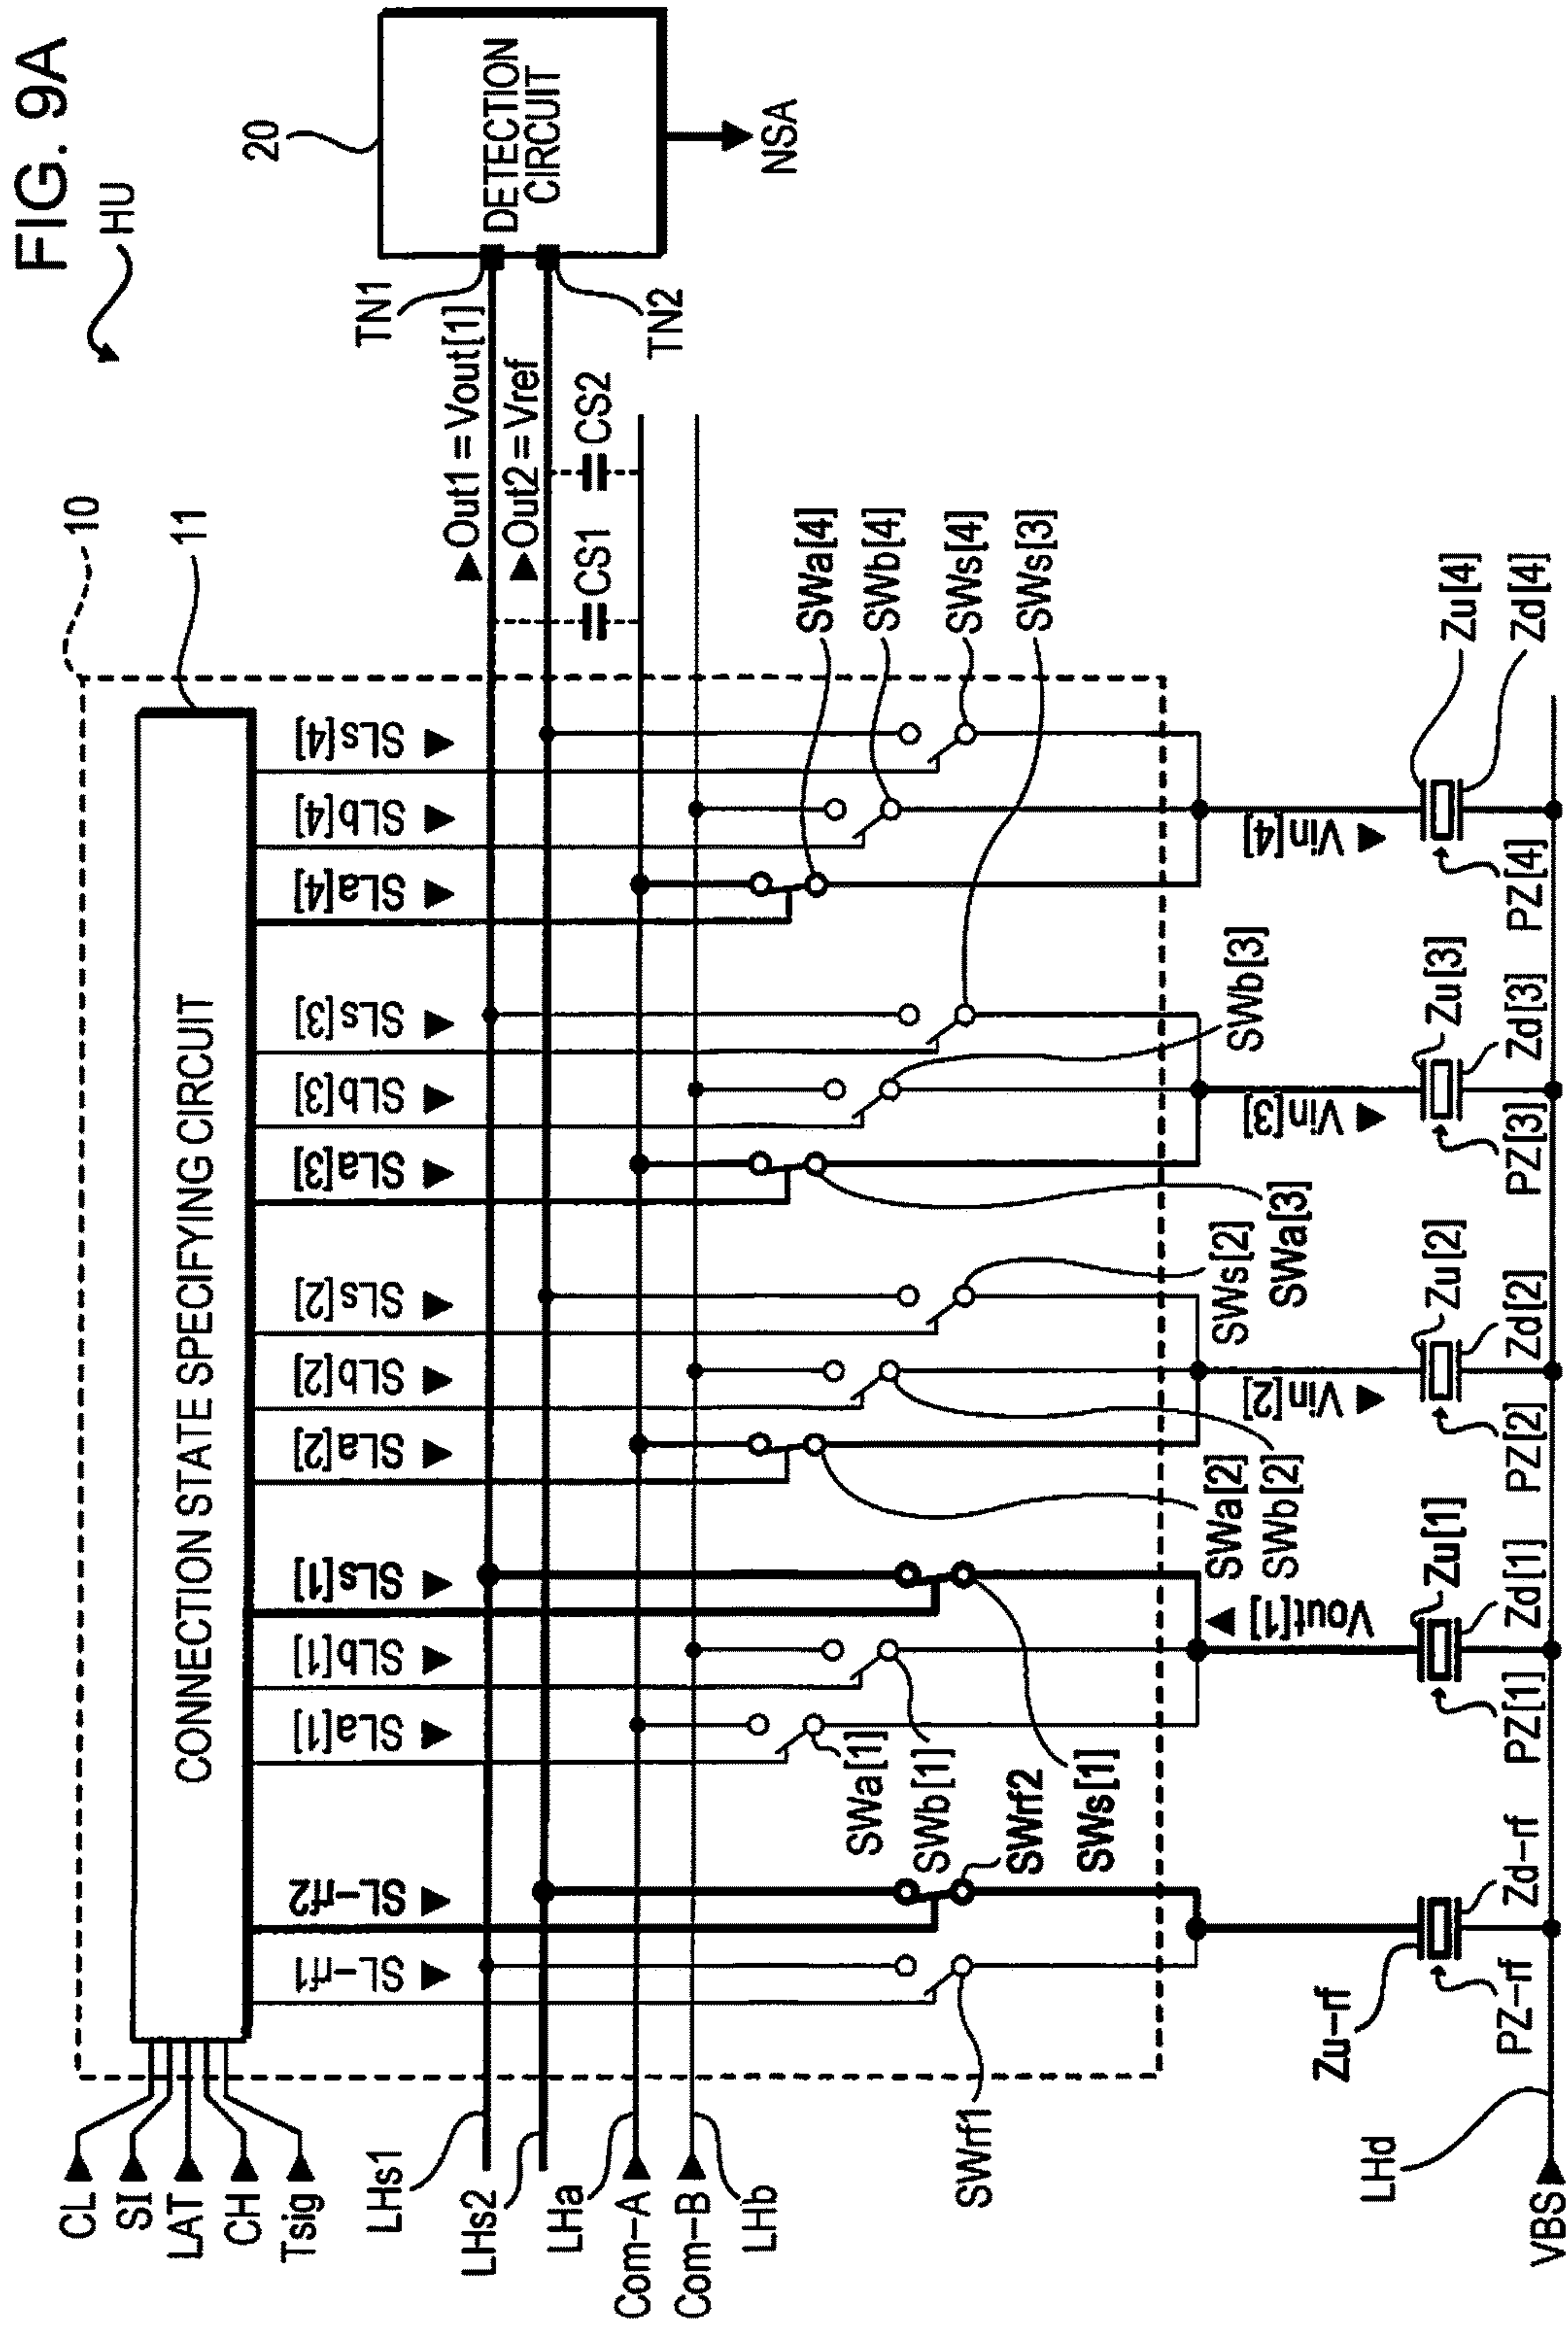 FIG. 9A
HU
10
11
20
CONNECTION STATE SPECIFYING CIRCUIT
DETECTION
CIRCUIT
NSA
TN1
TN2
Out1=Vout[1]
Out2=Vref
CS1
CS2
CL
SI
LAT
CH
Tsig
SL-rf1
SL-rf2
SLa[1]
SLb[1]
SLs[1]
SLa[2]
SLb[2]
SLs[2]
SLa[3]
SLb[3]
SLs[3]
SLa[4]
SLb[4]
SLs[4]
LHs1
LHs2
LHa
Com-A
Com-B
LHb
SWrf1
SWa[1]
SWb[1]
SWrf2
SWs[1]
SWa[2]
SWb[2]
SWs[2]
SWa[3]
SWb[3]
SWa[4]
SWb[4]
SWs[4]
SWs[3]
Vout[1]
Vin[2]
Vin[3]
Vin[4]
Zu-rf
PZ-rf
Zd-rf
Zu[1]
PZ[1]
Zd[1]
Zu[2]
PZ[2]
Zd[2]
Zu[3]
PZ[3]
Zd[3]
Zu[4]
PZ[4]
Zd[4]
LHd
VBS